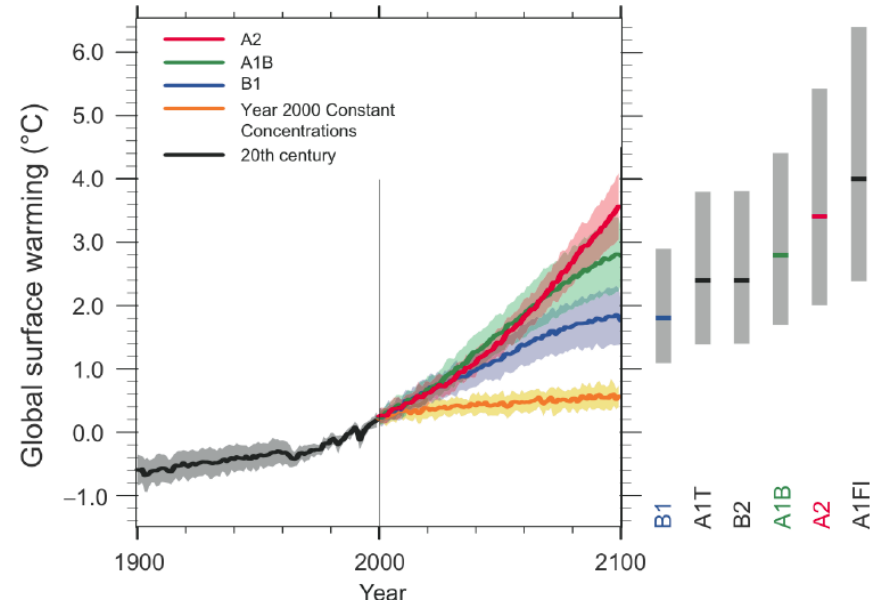 A2
A1B
B1
Year 2000 Constant
Concentrations
20th century
Global surface warming (°C)
6.0
5.0
4.0
3.0
2.0
1.0
0.0
–1.0
1900
2000
2100
Year
B1
A1T
B2
A1B
A2
A1FI